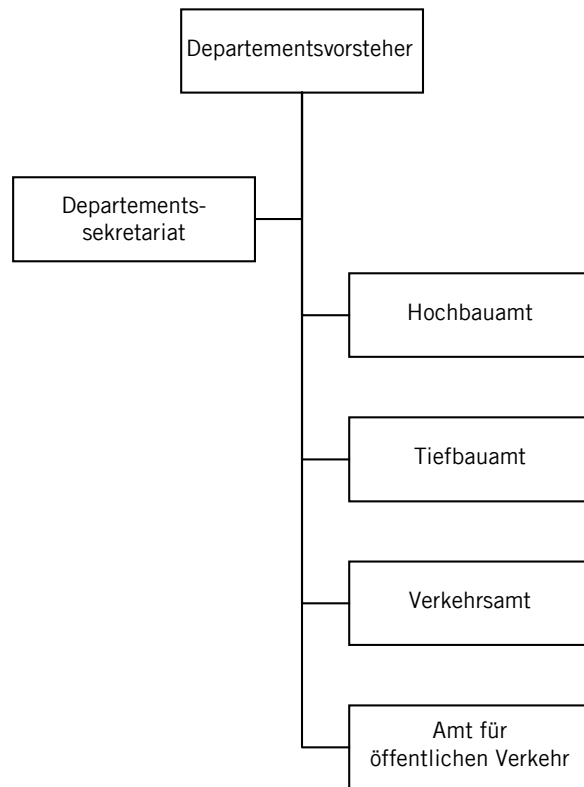 Departementsvorsteher
Departements-
sekretariat
Hochbauamt
Tiefbauamt
Verkehrsamt
Amt für
öffentlichen Verkehr